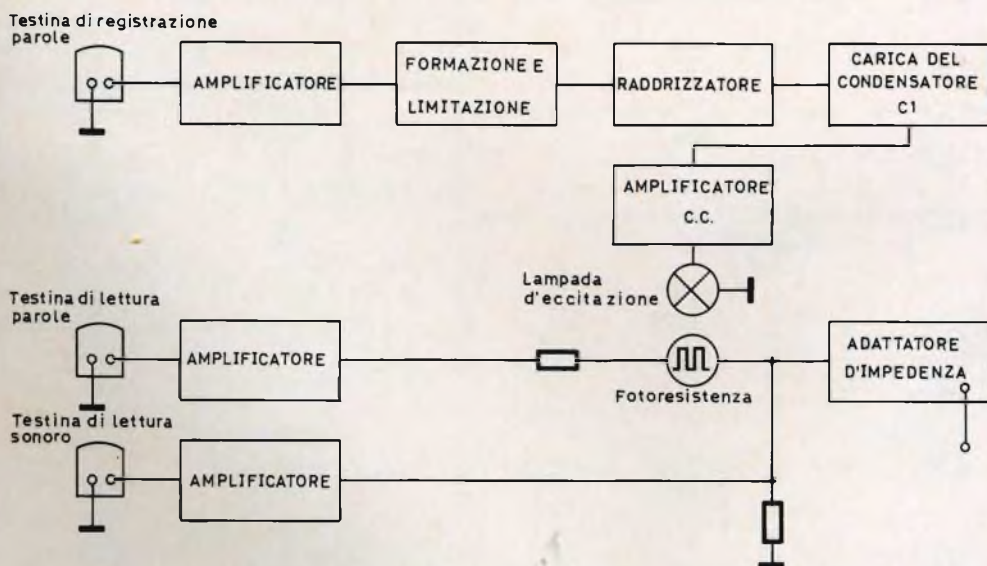 Testina di registrazione
parole
AMPLIFICATORE
FORMAZIONE E
LIMITAZIONE
RADDRIZZATORE
CARICA DEL
CONDENSATORE
C1
AMPLIFICATORE
C.C.
Lampada
d'eccitazione
Testina di lettura
parole
AMPLIFICATORE
Fotoresistenza
ADATTATORE
D'IMPEDENZA
Testina di lettura
sonoro
AMPLIFICATORE